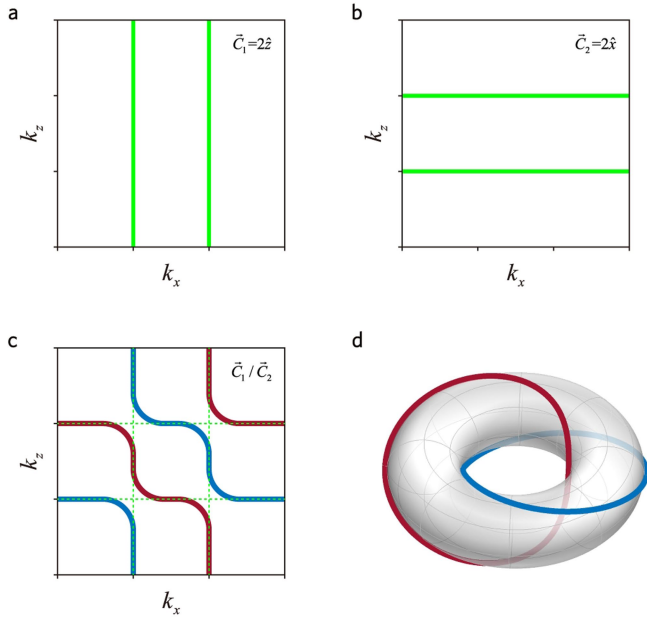 a
b
C⃗₁=2ẑ
C⃗₂=2x̂
k_z
k_z
k_x
k_x
c
d
C⃗₁ / C⃗₂
k_z
k_x